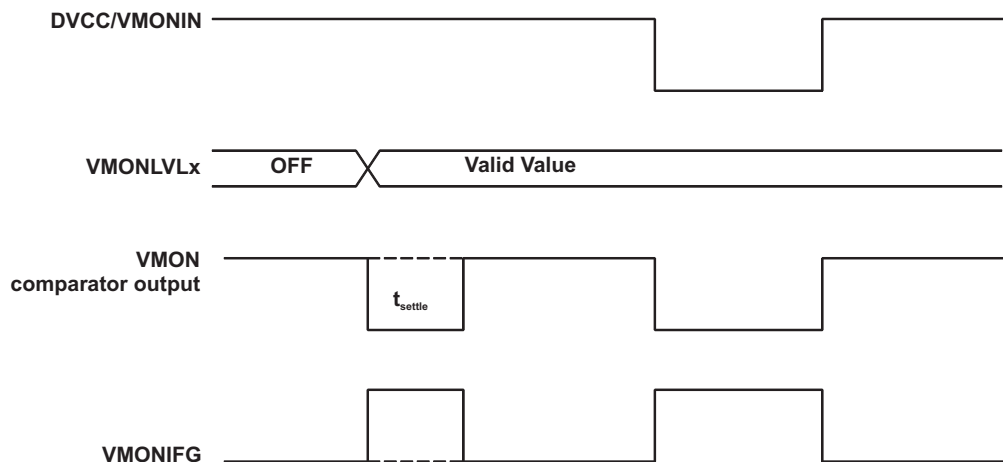 DVCC/VMONIN
VMONLVLx
OFF
Valid Value
VMON
comparator output
tsettle
VMONIFG